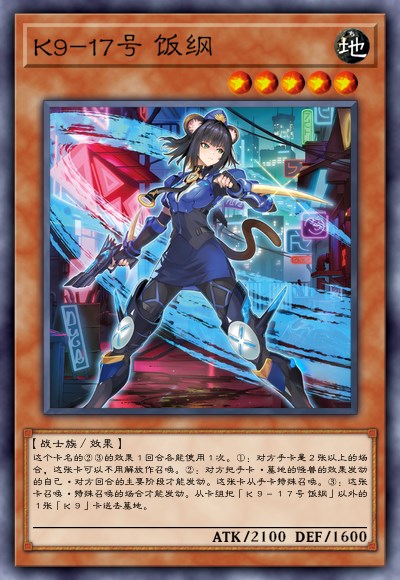 K9-17号 饭纲
地
【战士族/效果】
这个卡名的②③的效果1回合各能使用1次。①：对方手卡是2张以上的场
合，这张卡可以不用解放作召唤。②：对方把手卡·墓地的怪兽的效果发动
的自己·对方回合的主要阶段才能发动。这张卡从手卡特殊召唤。③：这张
卡召唤·特殊召唤的场合才能发动。从卡组把「K9-17号 饭纲」以外的
1张「K9」卡送去墓地。
ATK/2100 DEF/1600